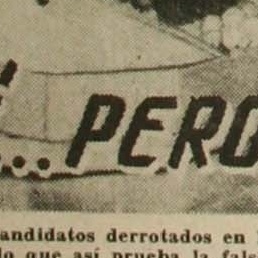 ... PERO
andidatos derrotados en
lo que así prueba la fals